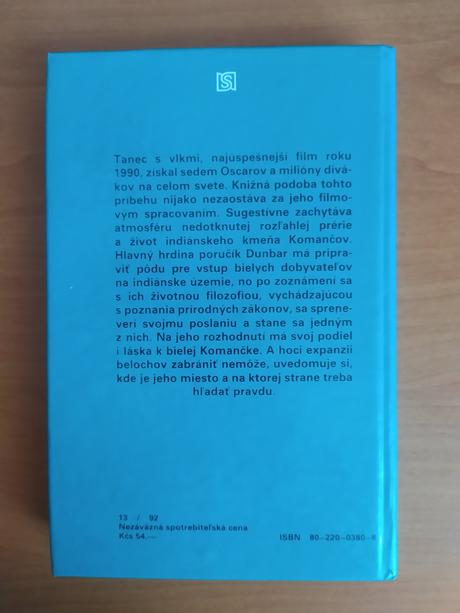 S
Tanec s vlkmi, najúspešnejší film roku
1990, získal sedem Oscarov a milióny divá-
kov na celom svete. Knižná podoba tohto
príbehu nijako nezaostáva za jeho filmo-
vým spracovaním. Sugestívne zachytáva
atmosféru nedotknutej rozľahlej prérie
a život indiánskeho kmeňa Komančov.
Hlavný hrdina poručík Dunbar má pripra-
viť pôdu pre vstup bielych dobyvateľov
na indiánske územie, no po zoznámení sa
s ich životnou filozofiou, vychádzajúcou
s poznania prírodných zákonov, sa sprene-
verí svojmu poslaniu a stane sa jedným
z nich. Na jeho rozhodnutí má svoj podiel
i láska k bielej Komančke. A hoci expanzii
belochov zabrániť nemôže, uvedomuje si,
kde je jeho miesto a na ktorej strane treba
hľadať pravdu.
13 / 92
Nezáväzná spotrebiteľská cena
Kčs 54.—
ISBN 80-220-0380-8